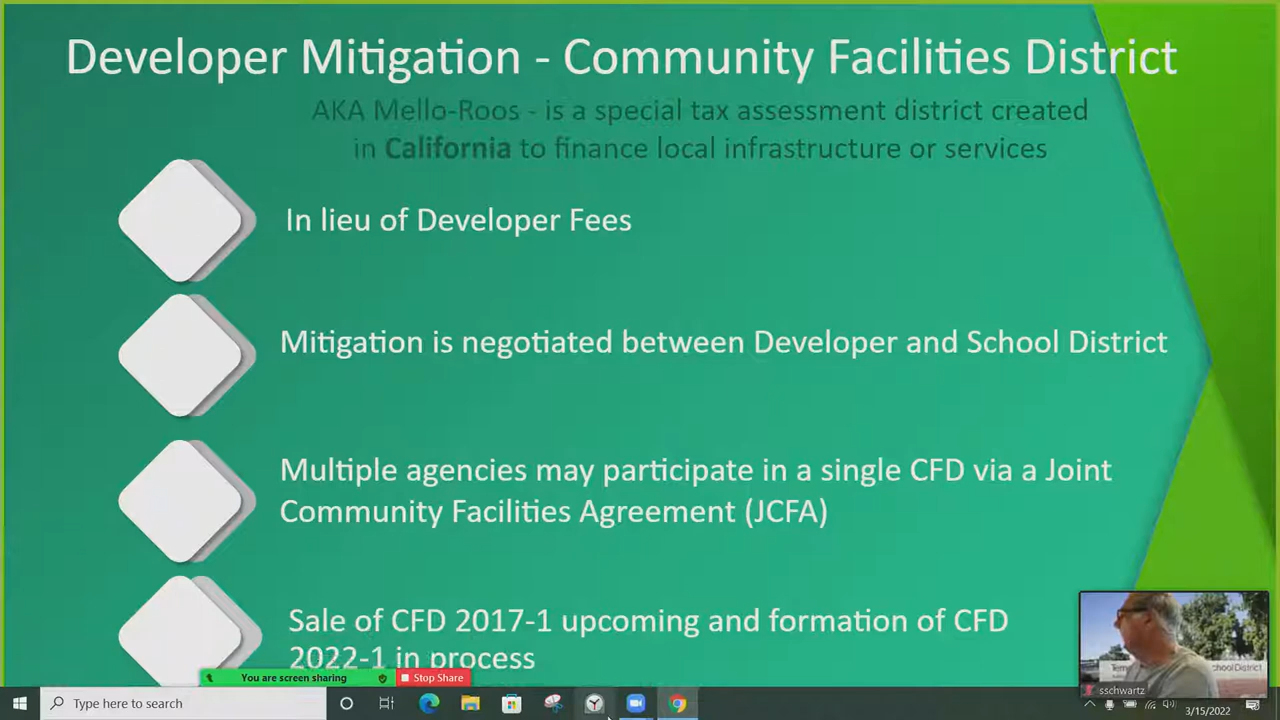 Developer Mitigation - Community Facilities District
AKA Mello-Roos - is a special tax assessment district created
in California to finance local infrastructure or services
In lieu of Developer Fees
Mitigation is negotiated between Developer and School District
Multiple agencies may participate in a single CFD via a Joint
Community Facilities Agreement (JCFA)
Sale of CFD 2017-1 upcoming and formation of CFD
2022-1 in process
You are screen sharing
Stop Share
School District
sschwartz
Type here to search
3/15/2022